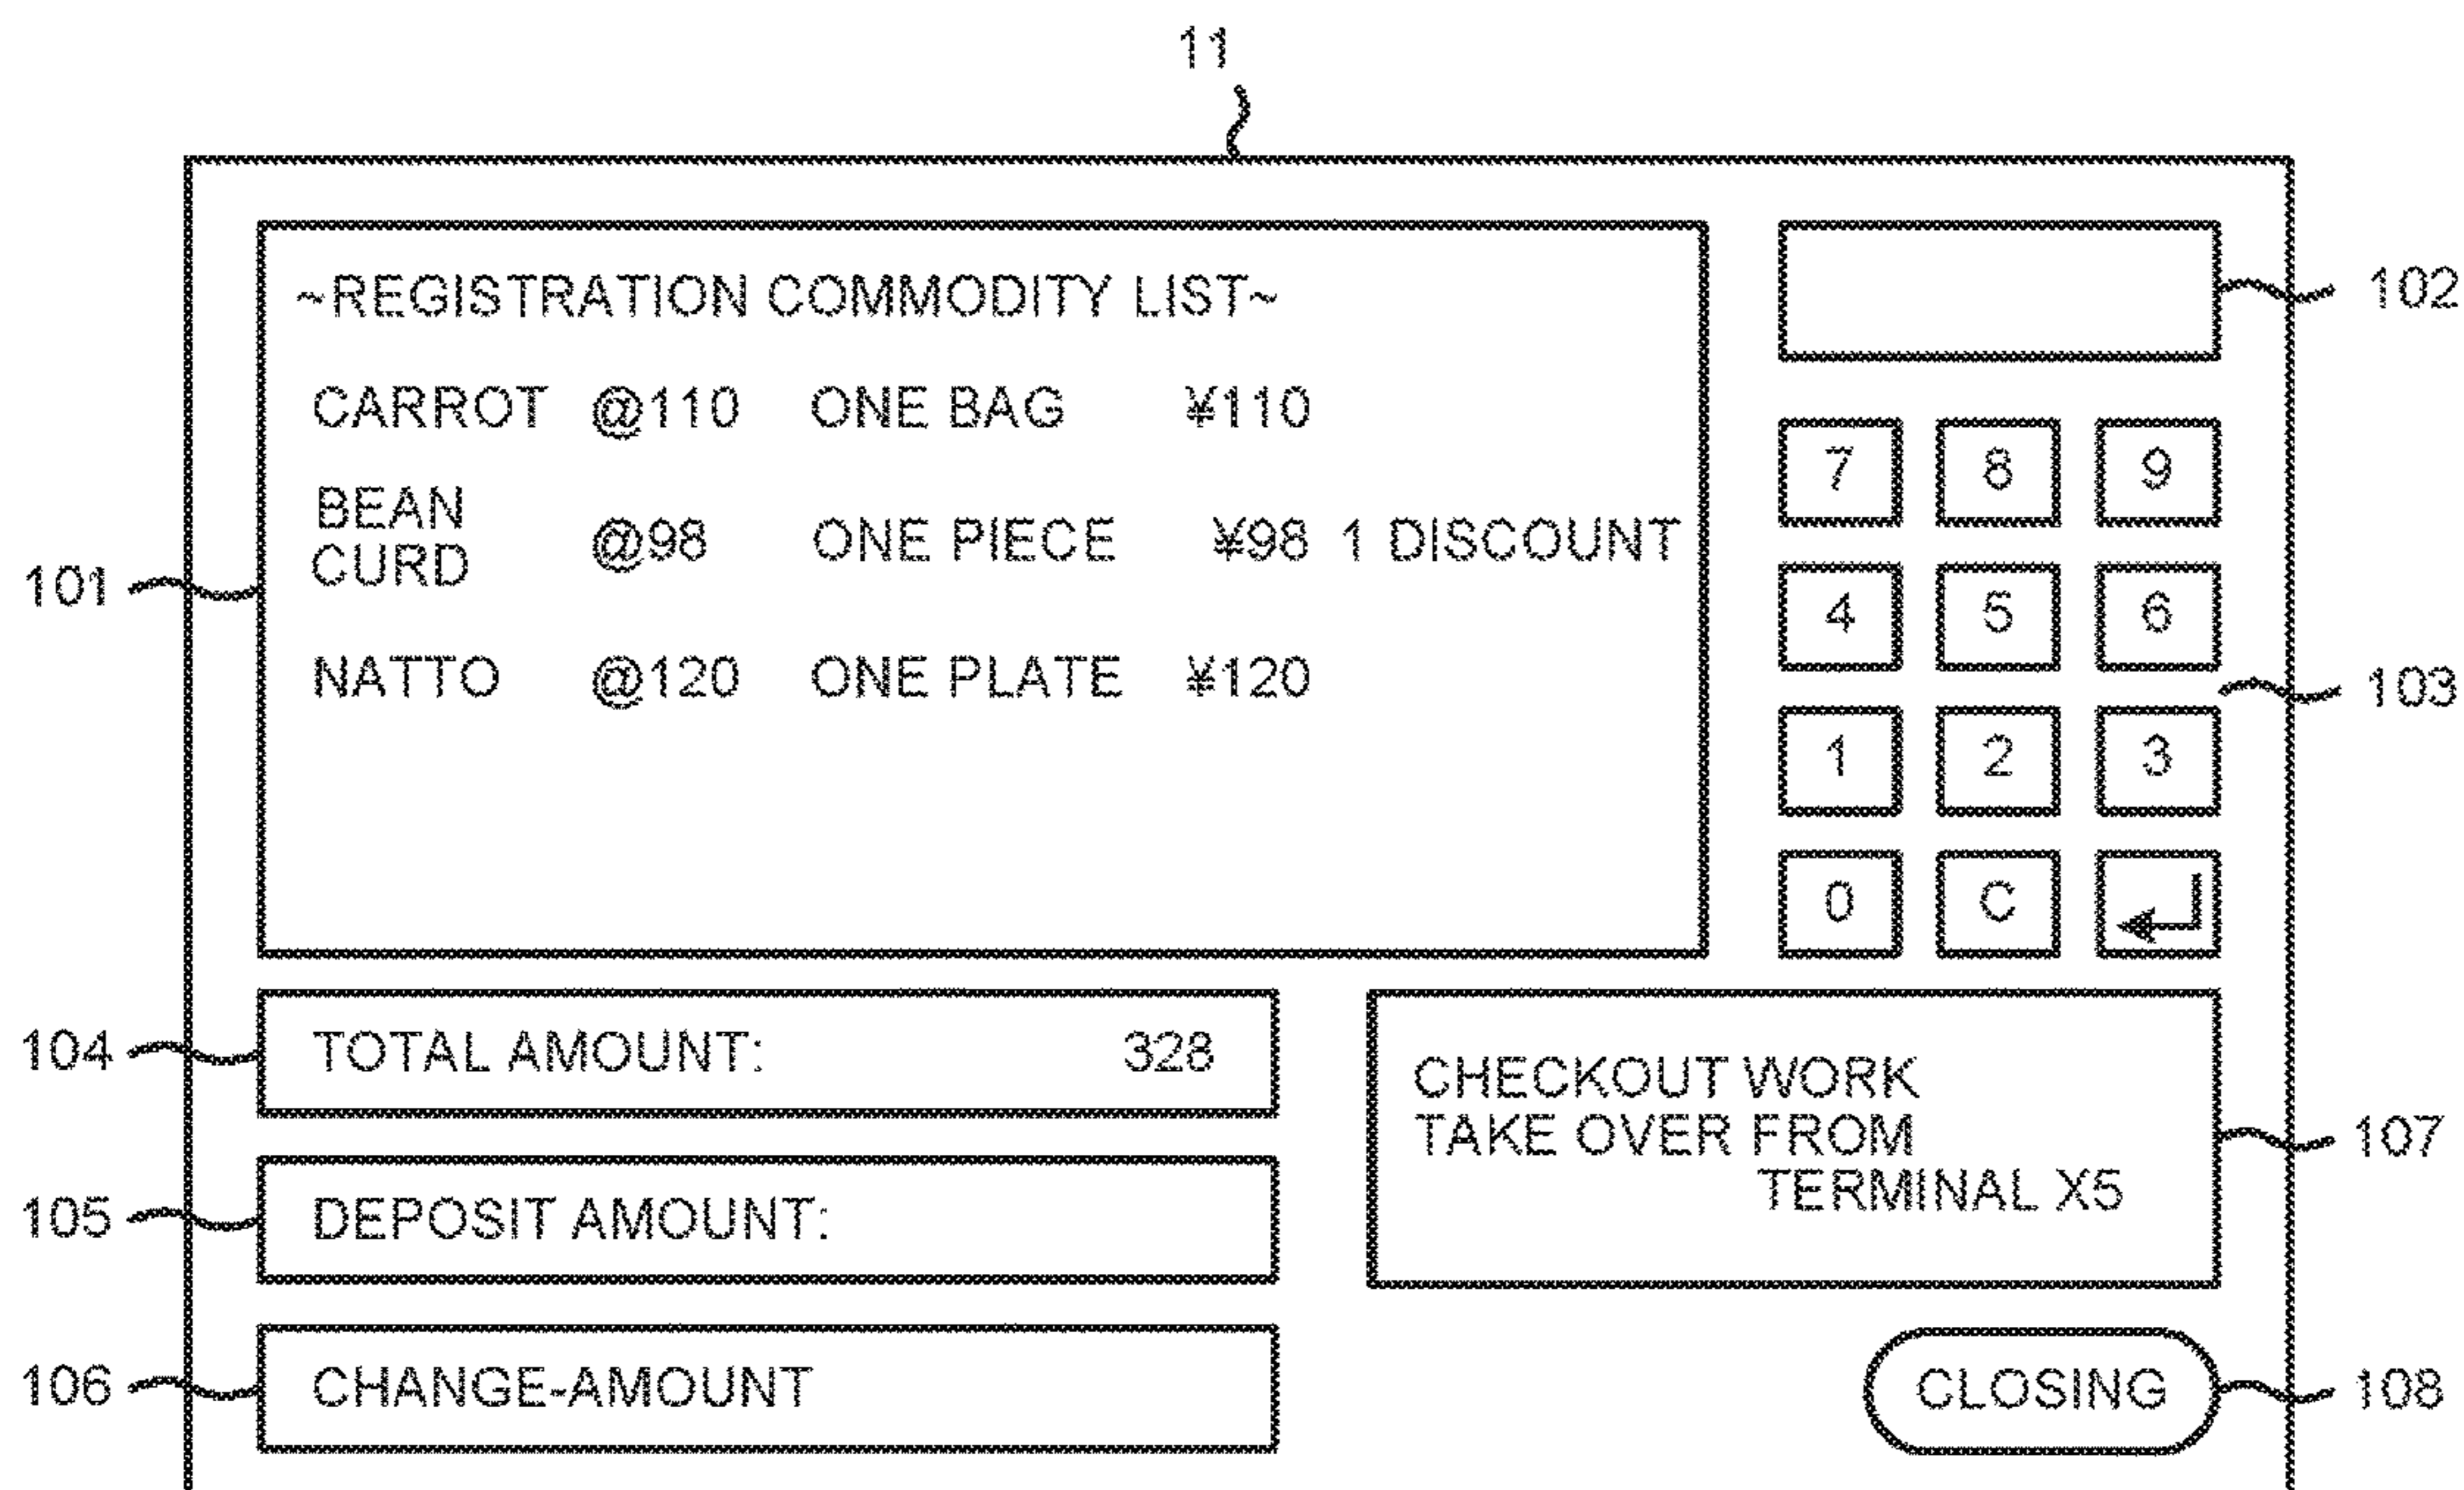 11
~REGISTRATION COMMODITY LIST~
102
CARROT @110 ONE BAG ¥110
7 8 9
BEAN
CURD @98 ONE PIECE ¥98 1 DISCOUNT
101
4 5 6
NATTO @120 ONE PLATE ¥120
103
1 2 3
0 C
104 TOTAL AMOUNT: 328
CHECKOUT WORK
TAKE OVER FROM
TERMINAL X5
107
105 DEPOSIT AMOUNT:
106 CHANGE-AMOUNT
CLOSING 108